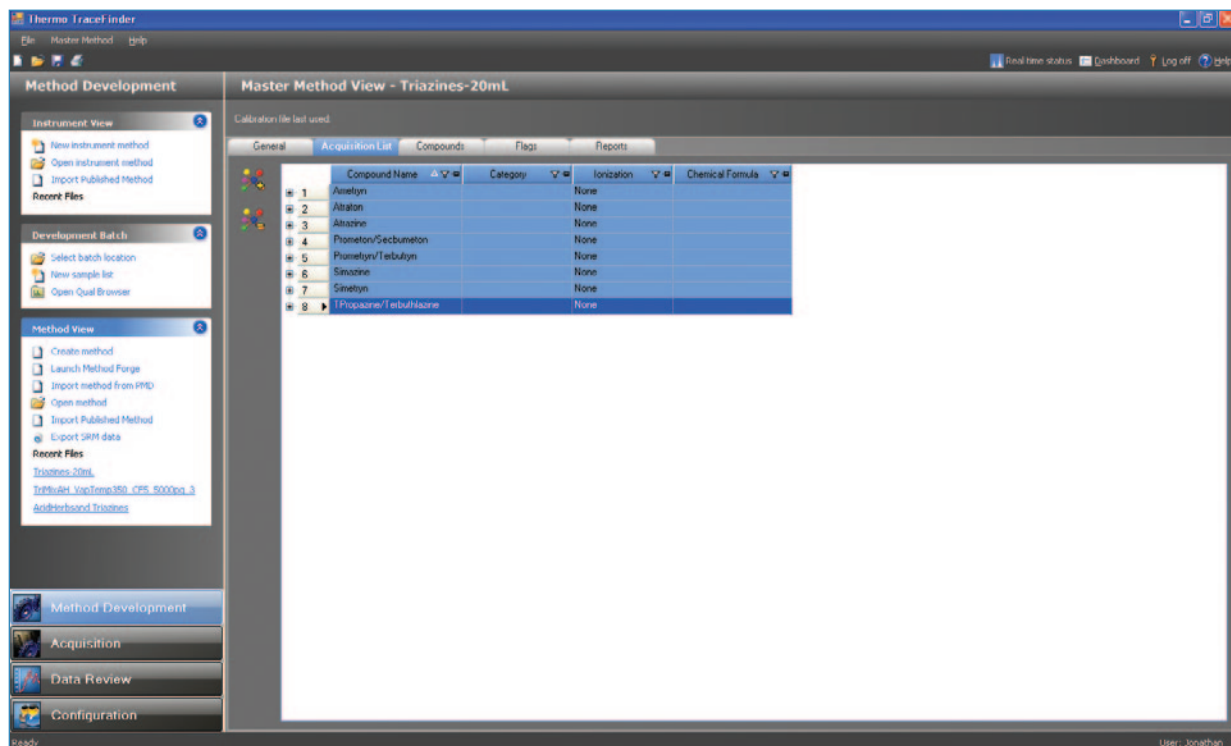 Thermo TraceFinder
File Master Method Help
Real time status Dashboard Log off Help
Method Development
Master Method View - Triazines-20mL
Instrument View
New instrument method
Open instrument method
Import Published Method
Recent Files
Development Batch
Select batch location
New sample list
Open Qual Browser
Method View
Create method
Launch Method Forge
Import method from PMD
Open method
Import Published Method
Export SRM data
Recent Files
Triazines-20mL
TriMixAH_VapTemp350_CE5_5000pg_3
AcidHerbsand Triazines
Method Development
Acquisition
Data Review
Configuration
Calibration file last used:
General Acquisition List Compounds Flags Reports
Compound Name Category Ionization Chemical Formula
1 Ametryn None
2 Atraton None
3 Atrazine None
4 Prometon/Secbumeton None
5 Prometryn/Terbutryn None
6 Simazine None
7 Simetryn None
8 TPropazine/Terbuthlazine None
Ready User: Jonathan